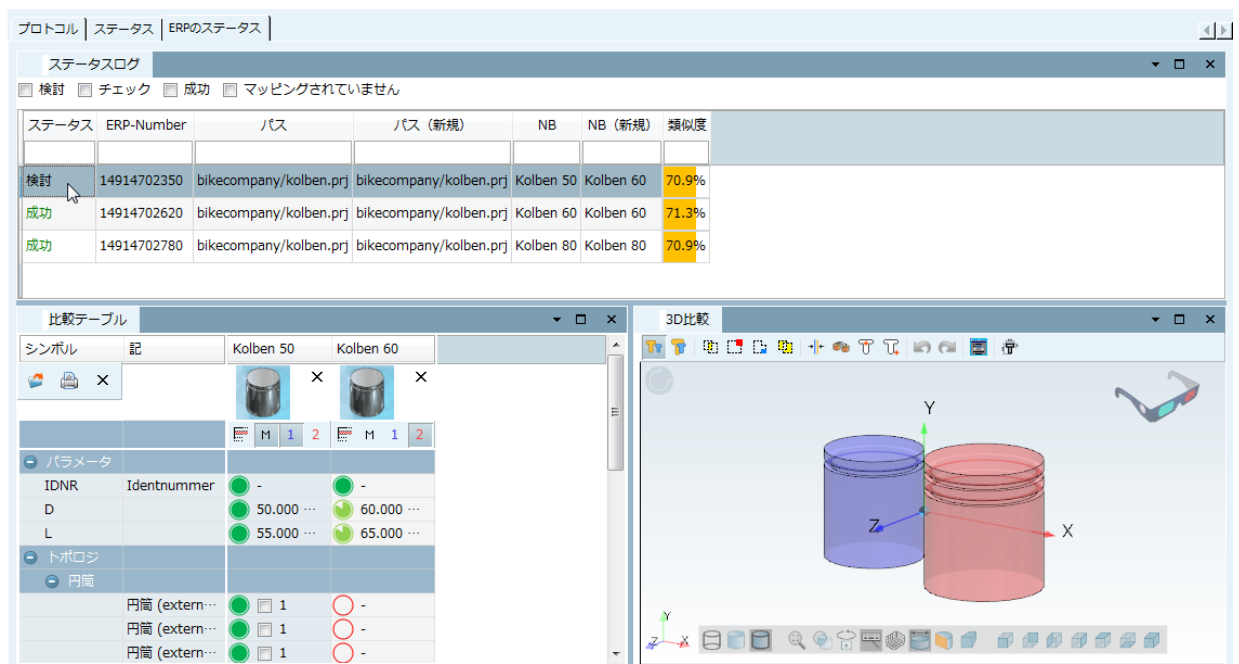 プロトコル ステータス ERPのステータス
ステータスログ
検討 チェック 成功 マッピングされていません
ステータス ERP-Number パス パス（新規） NB NB（新規） 類似度
検討 14914702350 bikecompany/kolben.prj bikecompany/kolben.prj Kolben 50 Kolben 60 70.9%
成功 14914702620 bikecompany/kolben.prj bikecompany/kolben.prj Kolben 60 Kolben 60 71.3%
成功 14914702780 bikecompany/kolben.prj bikecompany/kolben.prj Kolben 80 Kolben 80 70.9%
比較テーブル
シンボル 記 Kolben 50 Kolben 60
M 1 2 M 1 2
パラメータ
IDNR Identnummer - -
D 50.000 … 60.000 …
L 55.000 … 65.000 …
トポロジ
円筒
円筒 (extern… 1 -
円筒 (extern… 1 -
円筒 (extern… 1 -
3D比較
Y
Z X
Y
Z X